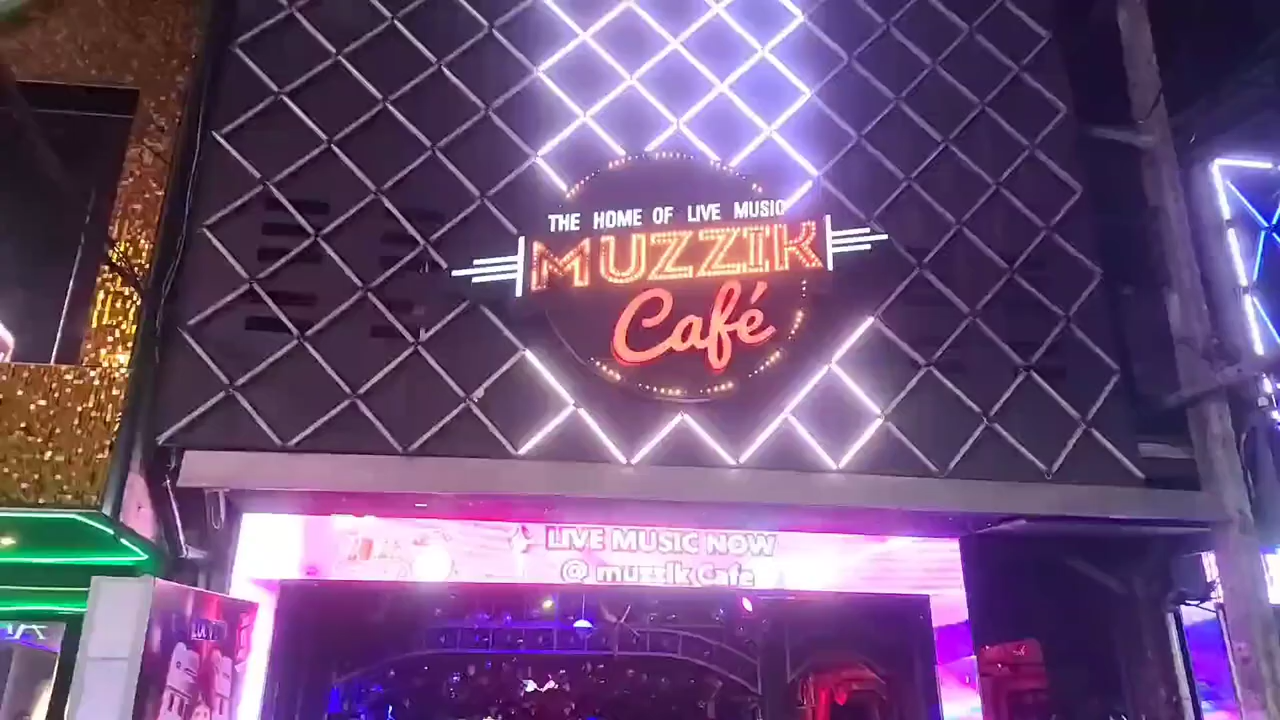 THE HOME OF LIVE MUSIC
MUZZIK
Café
LIVE MUSIC NOW
@ muzzik Cafe